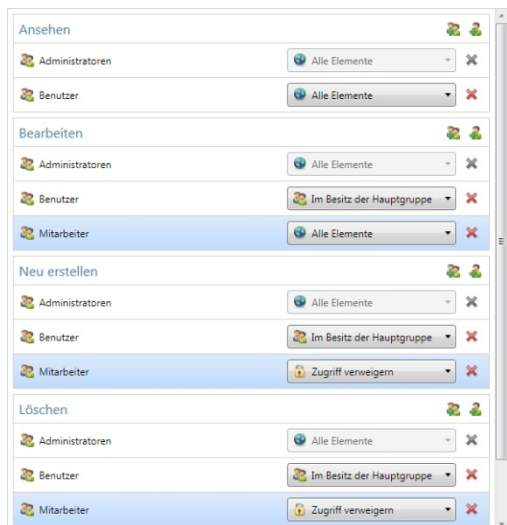 Ansehen
Administratoren Alle Elemente
Benutzer Alle Elemente
Bearbeiten
Administratoren Alle Elemente
Benutzer Im Besitz der Hauptgruppe
Mitarbeiter Alle Elemente
Neu erstellen
Administratoren Alle Elemente
Benutzer Im Besitz der Hauptgruppe
Mitarbeiter Zugriff verweigern
Löschen
Administratoren Alle Elemente
Benutzer Im Besitz der Hauptgruppe
Mitarbeiter Zugriff verweigern